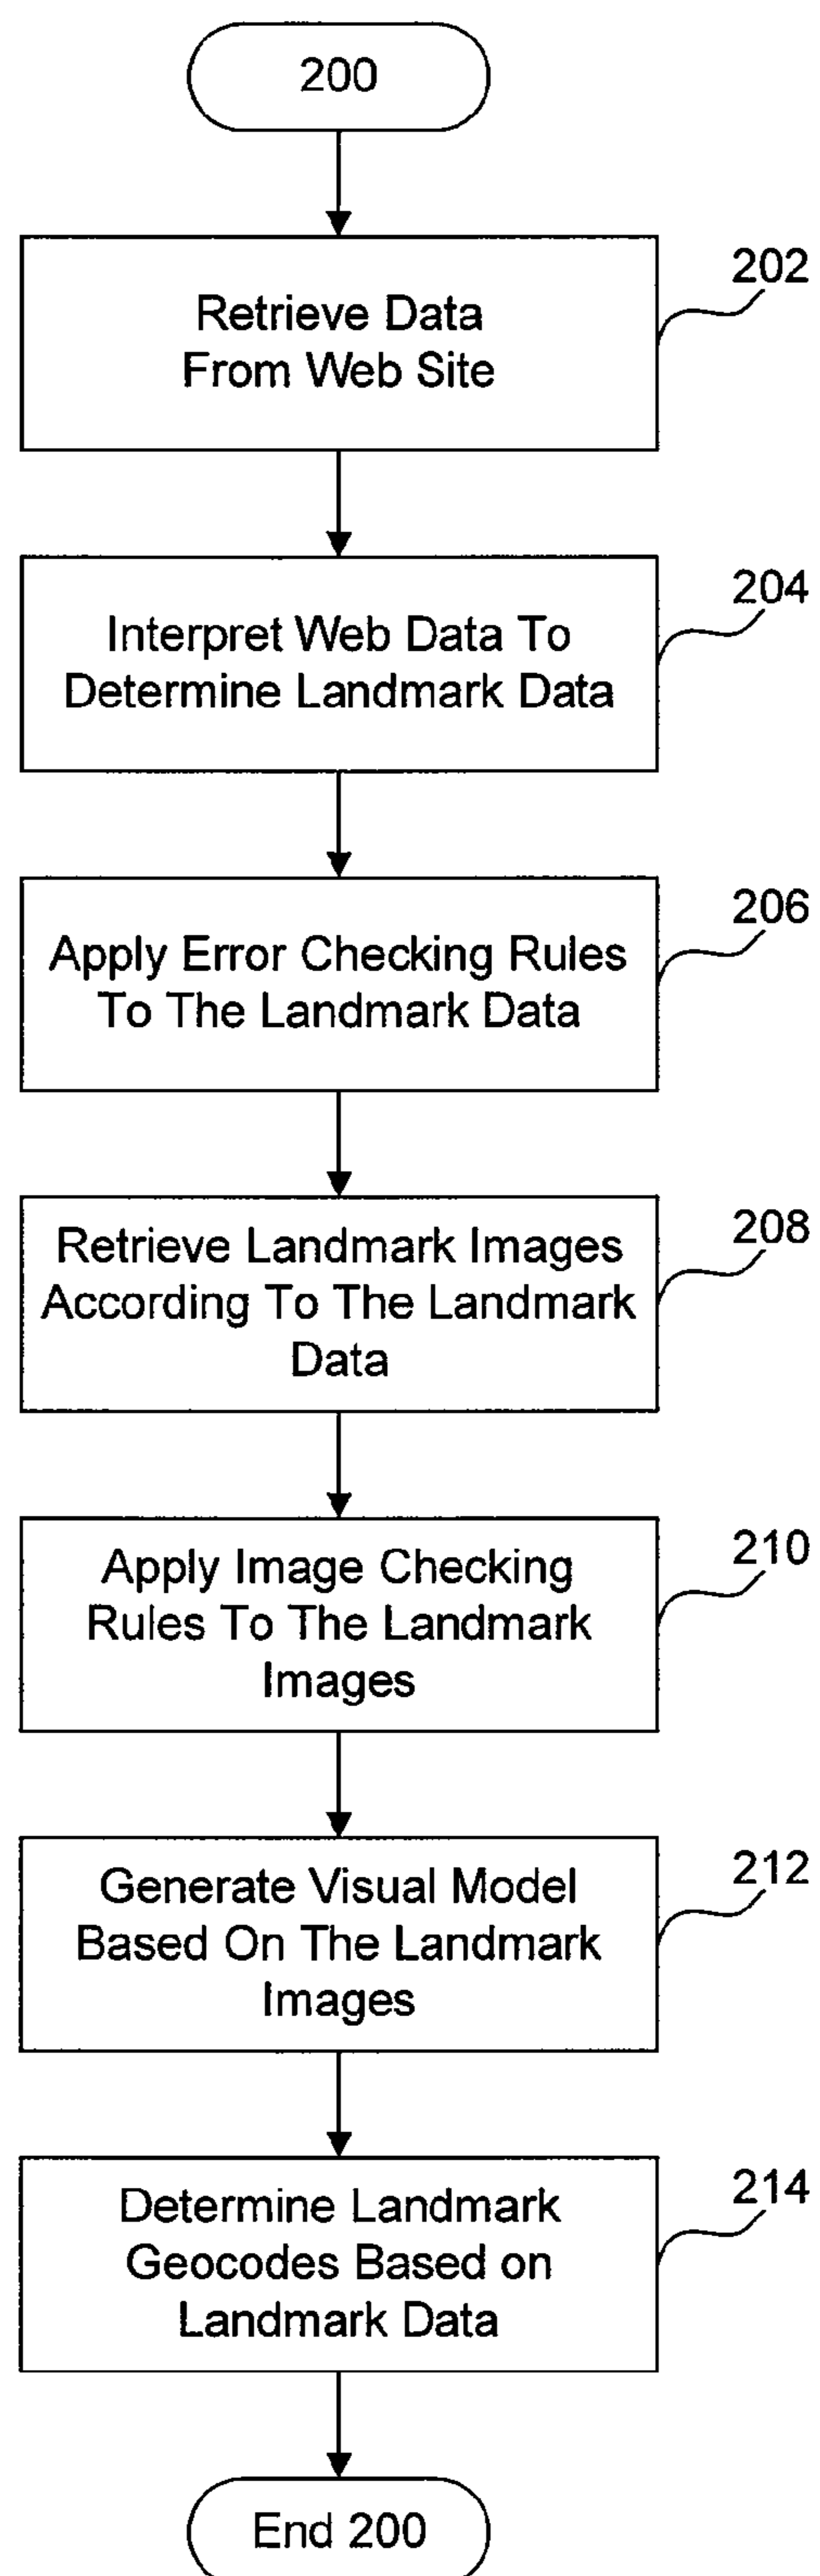 200
202
Retrieve Data
From Web Site
204
Interpret Web Data To
Determine Landmark Data
206
Apply Error Checking Rules
To The Landmark Data
208
Retrieve Landmark Images
According To The Landmark
Data
210
Apply Image Checking
Rules To The Landmark
Images
212
Generate Visual Model
Based On The Landmark
Images
214
Determine Landmark
Geocodes Based on
Landmark Data
End 200